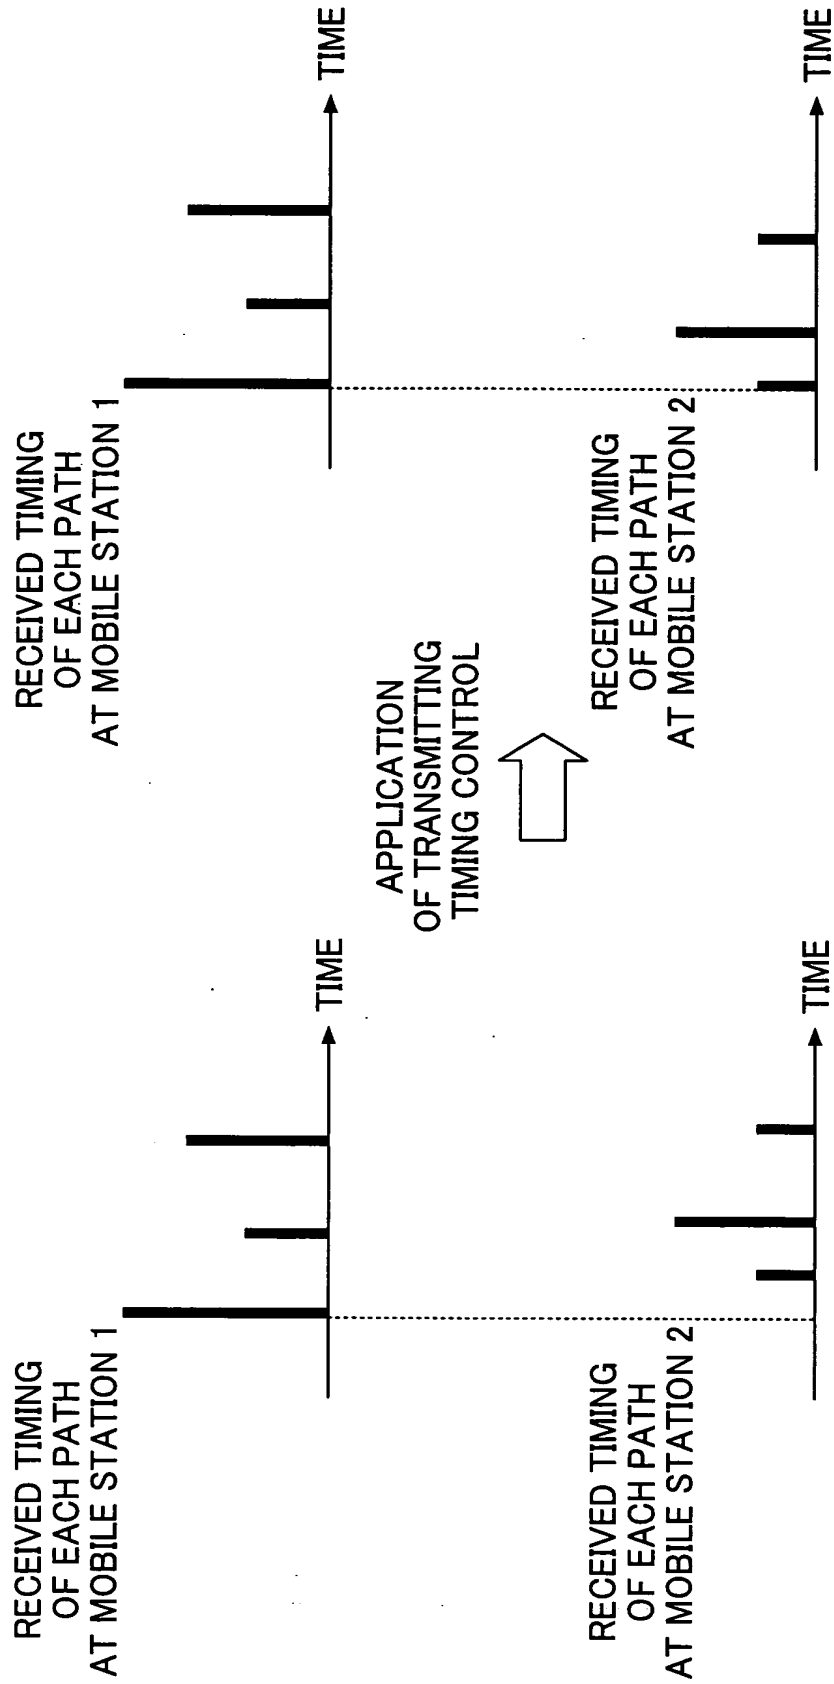 RECEIVED TIMING
OF EACH PATH
AT MOBILE STATION 1
TIME
RECEIVED TIMING
OF EACH PATH
AT MOBILE STATION 2
TIME
APPLICATION
OF TRANSMITTING
TIMING CONTROL
RECEIVED TIMING
OF EACH PATH
AT MOBILE STATION 1
TIME
RECEIVED TIMING
OF EACH PATH
AT MOBILE STATION 2
TIME